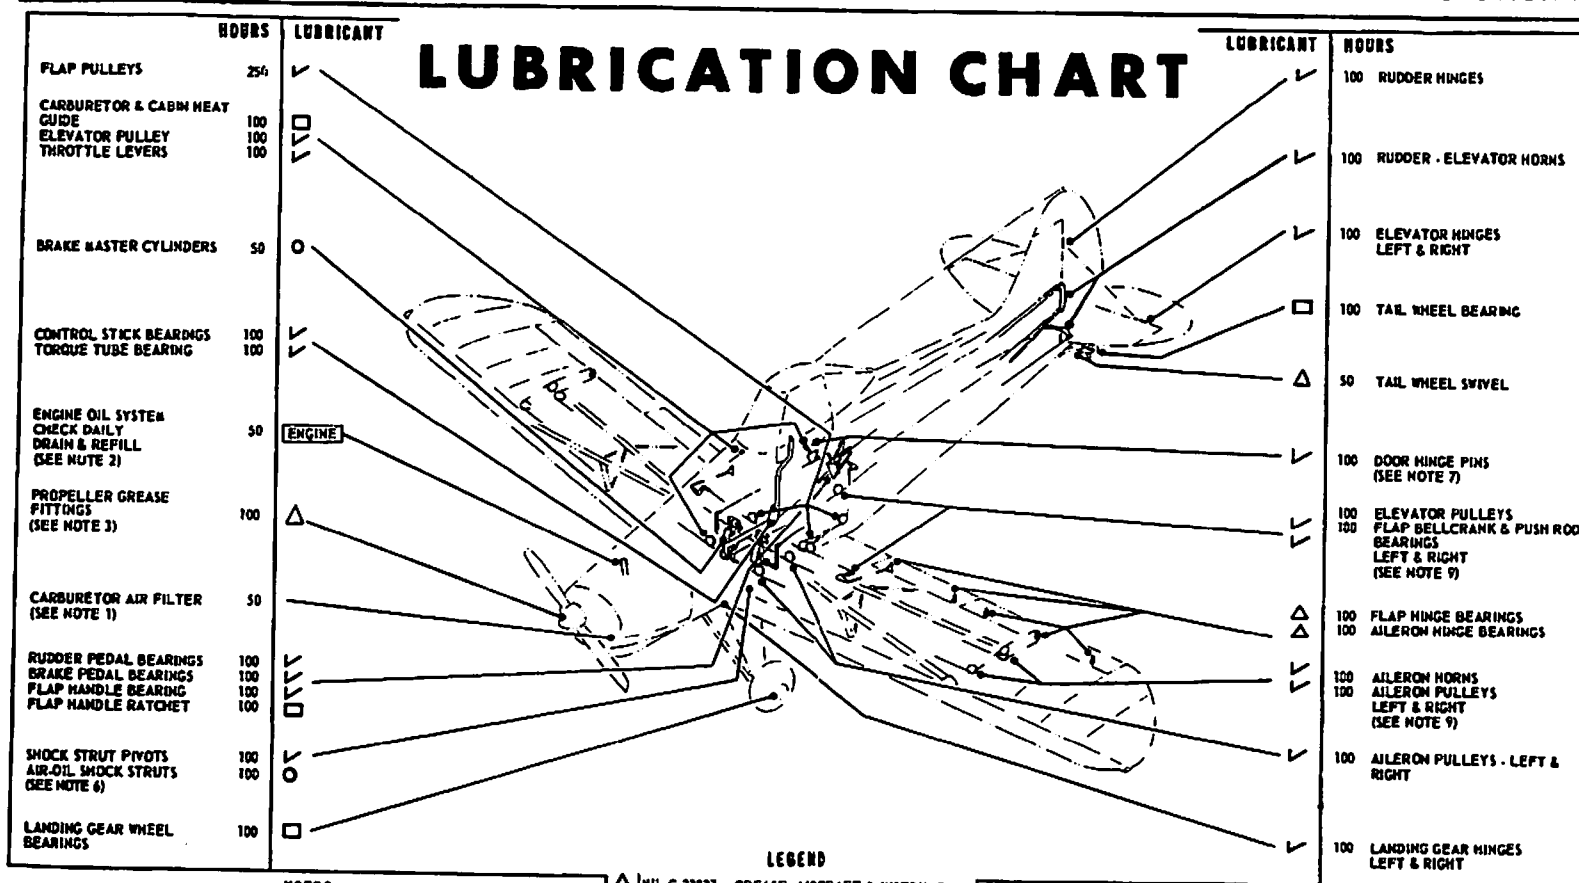 LUBRICATION CHART
HOURS LUBRICANT
FLAP PULLEYS 250
CARBURETOR & CABIN HEAT
GUIDE 100
ELEVATOR PULLEY 100
THROTTLE LEVERS 100
BRAKE MASTER CYLINDERS 50
CONTROL STICK BEARINGS 100
TORQUE TUBE BEARING 100
ENGINE OIL SYSTEM
CHECK DAILY 50 ENGINE
DRAIN & REFILL
(SEE NOTE 2)
PROPELLER GREASE
FITTINGS 100
(SEE NOTE 3)
CARBURETOR AIR FILTER 50
(SEE NOTE 1)
RUDDER PEDAL BEARINGS 100
BRAKE PEDAL BEARINGS 100
FLAP HANDLE BEARING 100
FLAP HANDLE RATCHET 100
SHOCK STRUT PIVOTS 100
AIR-OIL SHOCK STRUTS 100
(SEE NOTE 6)
LANDING GEAR WHEEL 100
BEARINGS
LUBRICANT HOURS
100 RUDDER HINGES
100 RUDDER - ELEVATOR HORNS
100 ELEVATOR HINGES
LEFT & RIGHT
100 TAIL WHEEL BEARING
50 TAIL WHEEL SWIVEL
100 DOOR HINGE PINS
(SEE NOTE 7)
100 ELEVATOR PULLEYS
100 FLAP BELLCRANK & PUSH ROD
BEARINGS
LEFT & RIGHT
(SEE NOTE 9)
100 FLAP HINGE BEARINGS
100 AILERON HINGE BEARINGS
100 AILERON HORNS
100 AILERON PULLEYS
LEFT & RIGHT
(SEE NOTE 9)
100 AILERON PULLEYS - LEFT &
RIGHT
100 LANDING GEAR HINGES
LEFT & RIGHT
LEGEND